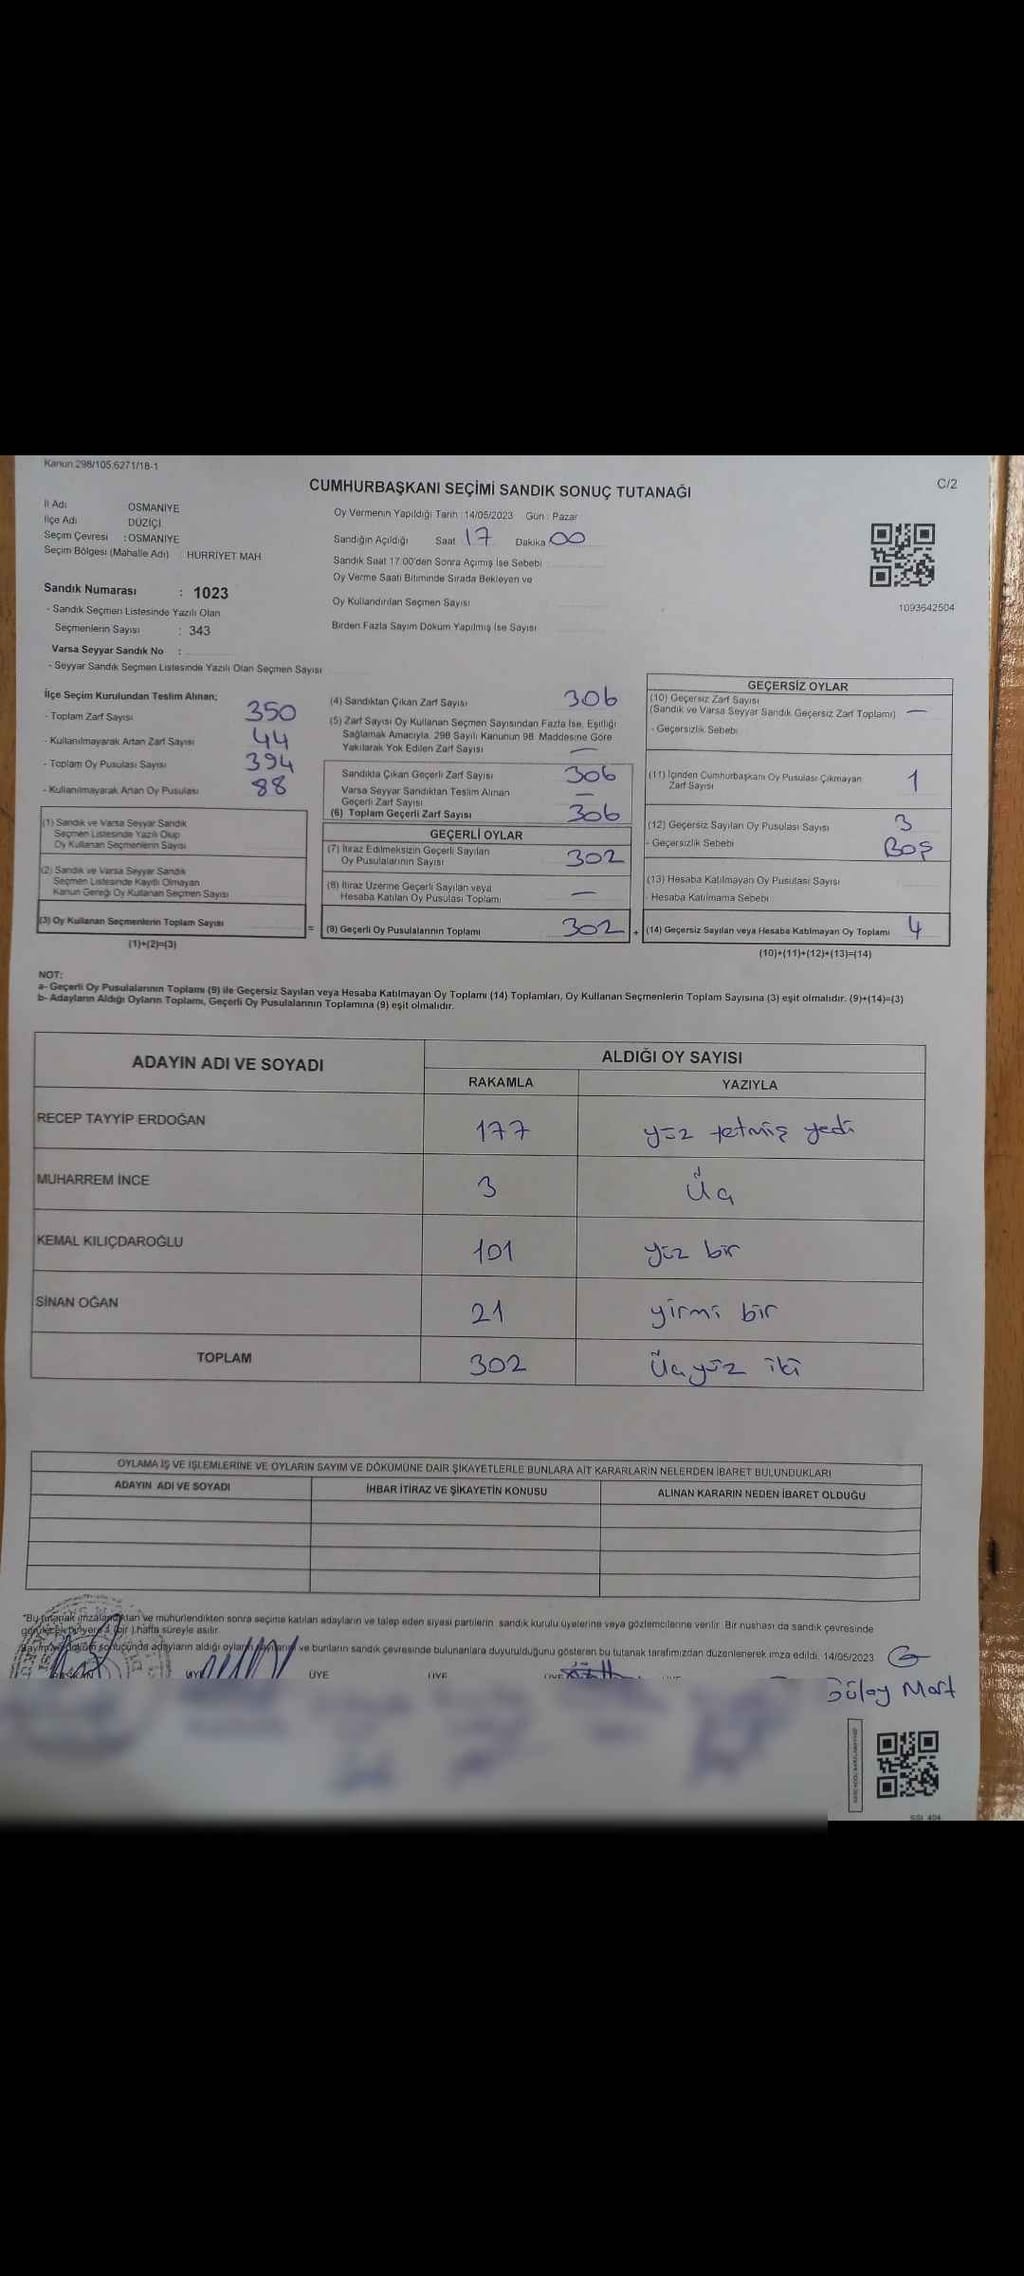 Kanun:298/105,6271/18-1
C/2
CUMHURBAŞKANI SEÇİMİ SANDIK SONUÇ TUTANAĞI
İl Adı OSMANİYE
İlçe Adı DÜZİÇİ
Seçim Çevresi : OSMANİYE
Seçim Bölgesi (Mahalle Adı) : HÜRRİYET MAH
Sandık Numarası : 1023
- Sandık Seçmen Listesinde Yazılı Olan
Seçmenlerin Sayısı : 343
Varsa Seyyar Sandık No :
- Seyyar Sandık Seçmen Listesinde Yazılı Olan Seçmen Sayısı
Oy Vermenin Yapıldığı Tarih :14/05/2023 Gün : Pazar
Sandığın Açıldığı Saat 17 Dakika 00
Sandık Saat 17:00'den Sonra Açımış İse Sebebi
Oy Verme Saati Bitiminde Sırada Bekleyen ve
Oy Kullandırılan Seçmen Sayısı
Birden Fazla Sayım Döküm Yapılmış İse Sayısı
1093642504
İlçe Seçim Kurulundan Teslim Alınan;
- Toplam Zarf Sayısı 350
- Kullanılmayarak Artan Zarf Sayısı 44
- Toplam Oy Pusulası Sayısı 394
- Kullanılmayarak Artan Oy Pusulası 88
(1) Sandık ve Varsa Seyyar Sandık
Seçmen Listesinde Yazılı Olup
Oy Kullanan Seçmenlerin Sayısı
(2) Sandık ve Varsa Seyyar Sandık
Seçmen Listesinde Kayıtlı Olmayan
Kanun Gereği Oy Kullanan Seçmen Sayısı
(3) Oy Kullanan Seçmenlerin Toplam Sayısı =
(1)+(2)=(3)
(4) Sandıktan Çıkan Zarf Sayısı 306
(5) Zarf Sayısı Oy Kullanan Seçmen Sayısından Fazla İse, Eşitliği
Sağlamak Amacıyla, 298 Sayılı Kanunun 98. Maddesine Göre
Yakılarak Yok Edilen Zarf Sayısı —
Sandıkta Çıkan Geçerli Zarf Sayısı 306
Varsa Seyyar Sandıktan Teslim Alınan —
Geçerli Zarf Sayısı
(6) Toplam Geçerli Zarf Sayısı 306
GEÇERLİ OYLAR
(7) İtiraz Edilmeksizin Geçerli Sayılan
Oy Pusulalarının Sayısı 302
(8) İtiraz Üzerine Geçerli Sayılan veya
Hesaba Katılan Oy Pusulası Toplamı —
(9) Geçerli Oy Pusulalarının Toplamı 302 +
GEÇERSİZ OYLAR
(10) Geçersiz Zarf Sayısı
(Sandık ve Varsa Seyyar Sandık Geçersiz Zarf Toplamı) —
- Geçersizlik Sebebi
(11) İçinden Cumhurbaşkanı Oy Pusulası Çıkmayan
Zarf Sayısı 1
(12) Geçersiz Sayılan Oy Pusulası Sayısı 3
- Geçersizlik Sebebi Boş
(13) Hesaba Katılmayan Oy Pusulası Sayısı
Hesaba Katılmama Sebebi
(14) Geçersiz Sayılan veya Hesaba Katılmayan Oy Toplamı 4
(10)+(11)+(12)+(13)=(14)
NOT:
a- Geçerli Oy Pusulalarının Toplamı (9) ile Geçersiz Sayılan veya Hesaba Katılmayan Oy Toplamı (14) Toplamları, Oy Kullanan Seçmenlerin Toplam Sayısına (3) eşit olmalıdır. (9)+(14)=(3)
b- Adayların Aldığı Oyların Toplamı, Geçerli Oy Pusulalarının Toplamına (9) eşit olmalıdır.
ADAYIN ADI VE SOYADI ALDIĞI OY SAYISI
RAKAMLA YAZIYLA
RECEP TAYYİP ERDOĞAN 177 yüz yetmiş yedi
MUHARREM İNCE 3 Üç
KEMAL KILIÇDAROĞLU 101 yüz bir
SİNAN OĞAN 21 yirmi bir
TOPLAM 302 Üçyüz iki
OYLAMA İŞ VE İŞLEMLERİNE VE OYLARIN SAYIM VE DÖKÜMÜNE DAİR ŞİKAYETLERLE BUNLARA AİT KARARLARIN NELERDEN İBARET BULUNDUKLARI
ADAYIN ADI VE SOYADI İHBAR İTİRAZ VE ŞİKAYETİN KONUSU ALINAN KARARIN NEDEN İBARET OLDUĞU
"Bu tutanak imzalandıktan ve mühürlendikten sonra seçime katılan adayların ve talep eden siyasi partilerin sandık kurulu üyelerine veya gözlemcilerine verilir. Bir nushası da sandık çevresinde
(bir) hafta süreyle asılır.
sonucunda adayların aldığı oyların ve bunların sandık çevresinde bulunanlara duyurulduğunu gösteren bu tutanak tarafımızdan düzenlenerek imza edildi. 14/05/2023
BAŞKAN ÜYE ÜYE ÜYE ÜYE ÜYE
Gülay Mart